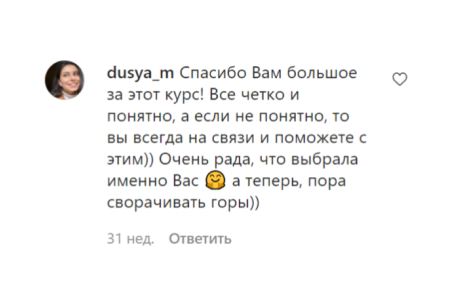 dusya_m Спасибо Вам большое
за этот курс! Все четко и
понятно, а если не понятно, то
вы всегда на связи и поможете с
этим)) Очень рада, что выбрала
именно Вас 🤗 а теперь, пора
сворачивать горы))
31 нед. Ответить